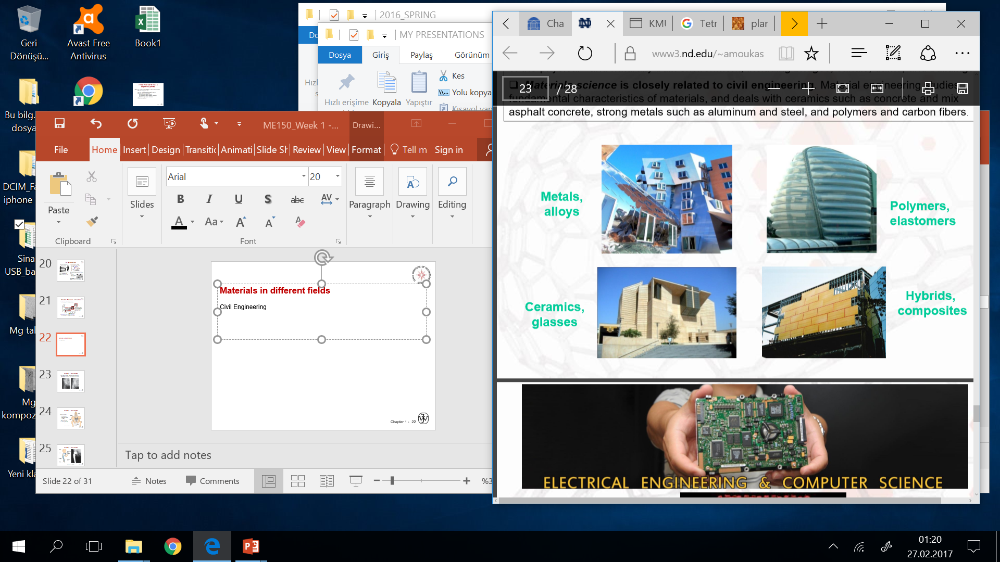 Geri
Dönüşü...
Avast Free
Antivirus
Book1
Bu bilg.
dosya
DCIM_Fa
iphone
Sina
USB_ba
Mg tal
Mg
kompoz
Yeni kla
2016_SPRING
Do
MY PRESENTATIONS
Dosya
Giriş
Paylaş
Görünüm
Hızl
s
Hızlı erişime
Kopyala
Yapıştır
Kes
Yolu kopya
Kısayol yap
ME150_Week 1 -...
Drawi...
File
Home
Insert
Design
Transitic
Animati
Slide Sh
Review
View
Format
Tell m
Sign in
Paste
Clipboard
Slides
Arial
20
B
I
U
S
abc
AV
A
Aa
A
A
A
Font
Paragraph
Drawing
Editing
20
21
22
23
24
25
Materials in different fields
Civil Engineering
Chapter 1 - 22
Tap to add notes
Slide 22 of 31
Notes
Comments
%3
Cha
KMU
Tetr
plar
www3.nd.edu/~amoukas
23
/ 28
Materials science is closely related to civil engineering. Material engineering studies
fundamental characteristics of materials, and deals with ceramics such as concrete and mix
asphalt concrete, strong metals such as aluminum and steel, and polymers and carbon fibers.
Metals,
alloys
Polymers,
elastomers
Ceramics,
glasses
Hybrids,
composites
ELECTRICAL ENGINEERING & COMPUTER SCIENCE
01:20
27.02.2017